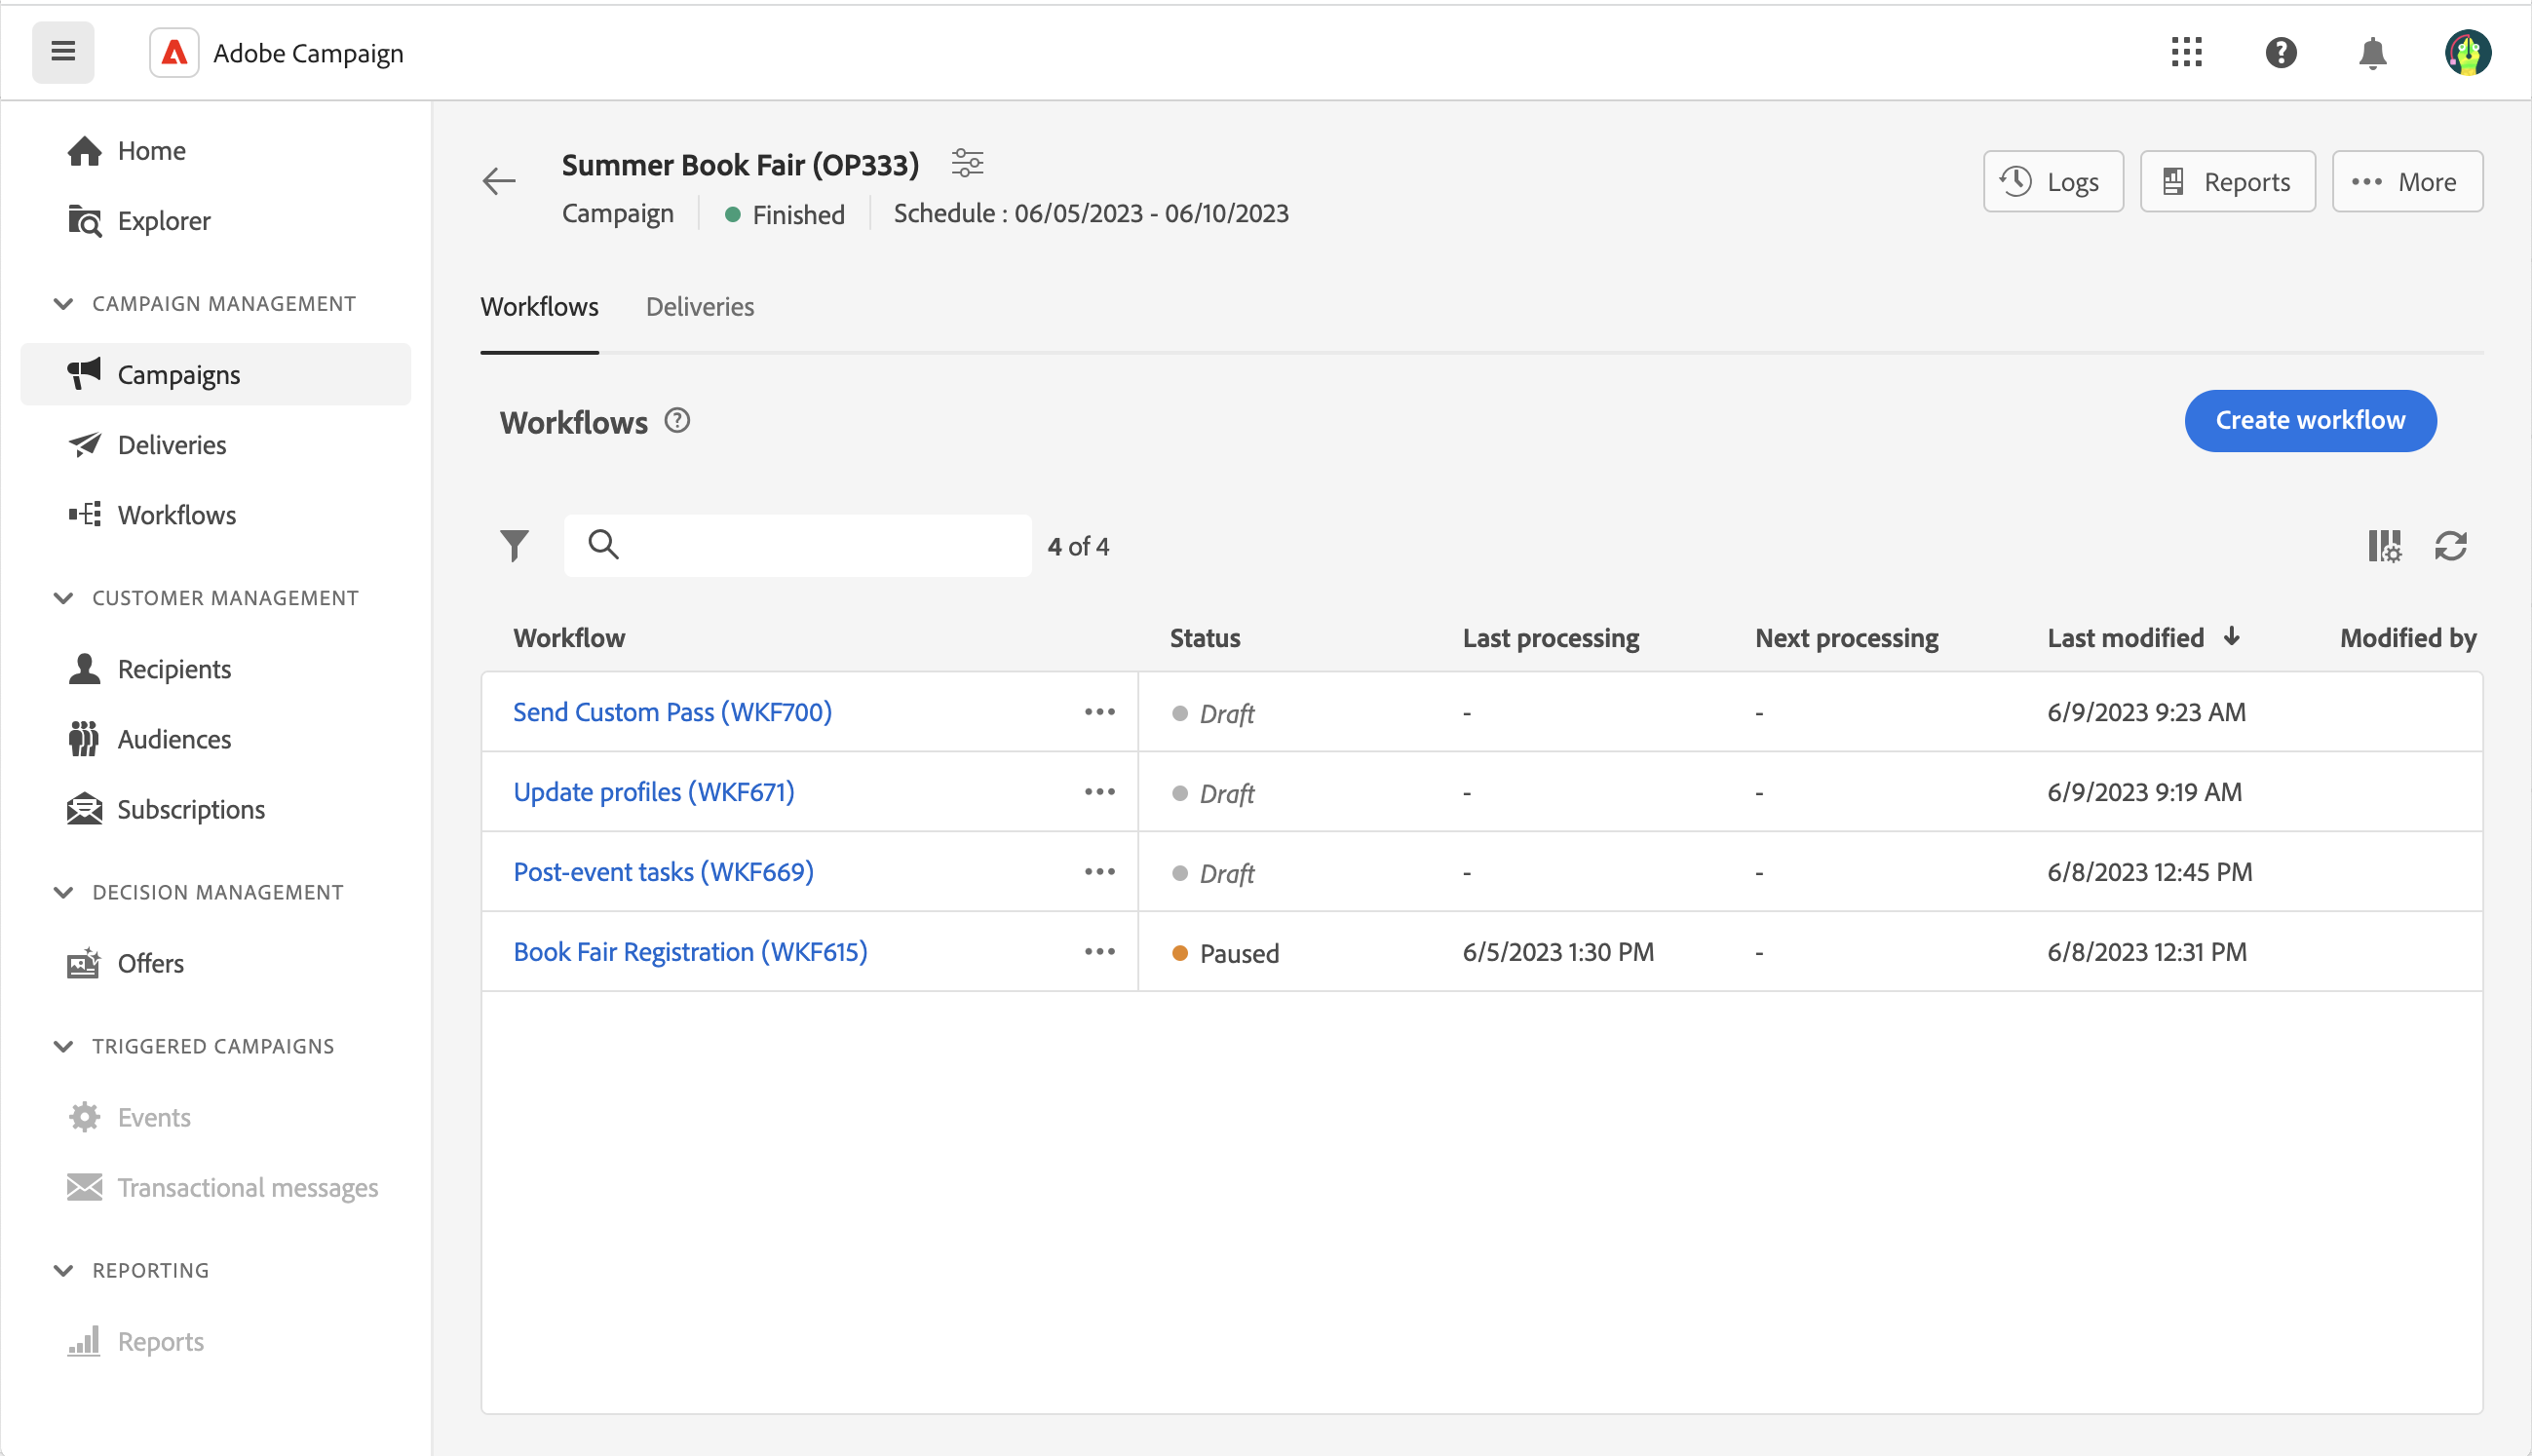 Adobe Campaign
Home
Explorer
CAMPAIGN MANAGEMENT
Campaigns
Deliveries
Workflows
CUSTOMER MANAGEMENT
Recipients
Audiences
Subscriptions
DECISION MANAGEMENT
Offers
TRIGGERED CAMPAIGNS
Events
Transactional messages
REPORTING
Reports
Summer Book Fair (OP333)
Campaign Finished Schedule : 06/05/2023 - 06/10/2023
Logs Reports More
Workflows Deliveries
Workflows
Create workflow
4 of 4
Workflow Status Last processing Next processing Last modified Modified by
Send Custom Pass (WKF700) Draft - - 6/9/2023 9:23 AM
Update profiles (WKF671) Draft - - 6/9/2023 9:19 AM
Post-event tasks (WKF669) Draft - - 6/8/2023 12:45 PM
Book Fair Registration (WKF615) Paused 6/5/2023 1:30 PM - 6/8/2023 12:31 PM